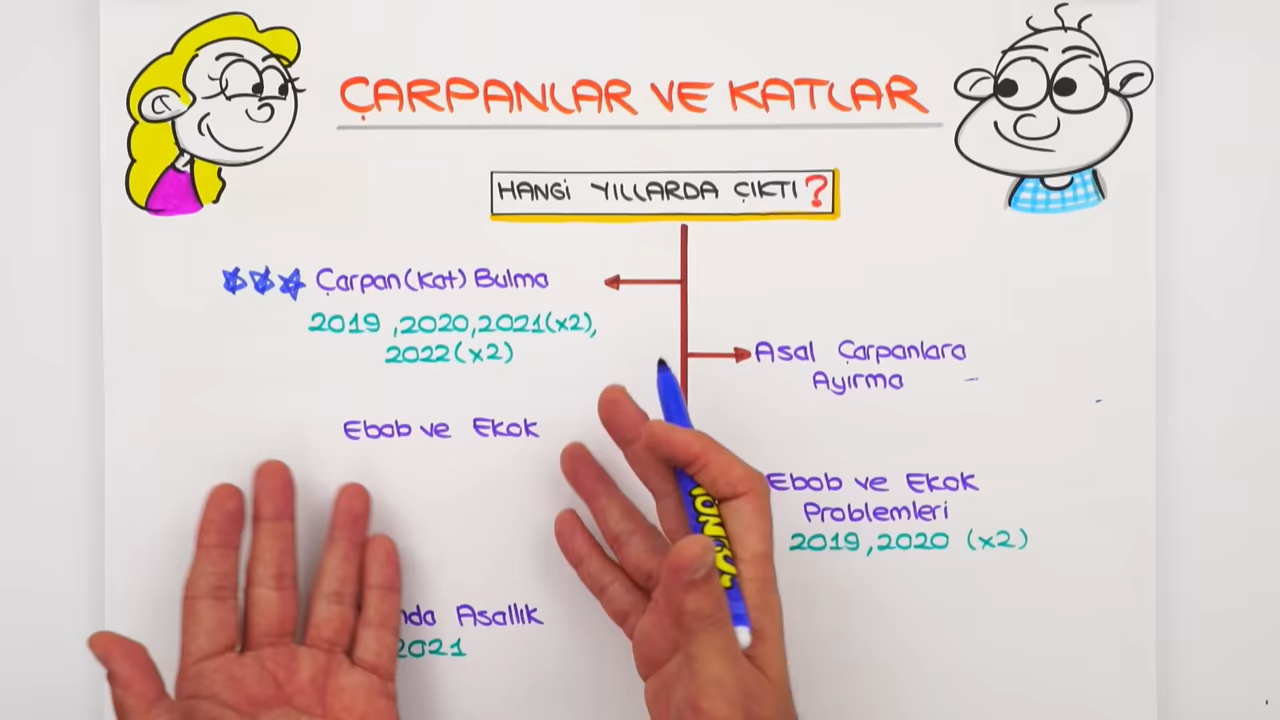 ÇARPANLAR VE KATLAR
HANGİ YILLARDA ÇIKTI?
Çarpan(Kat) Bulma
2019 ,2020,2021(x2),
2022(x2)
Asal Çarpanlara
Ayırma
Ebob ve Ekok
Ebob ve Ekok
Problemleri
2019,2020 (x2)
Asallık
2021